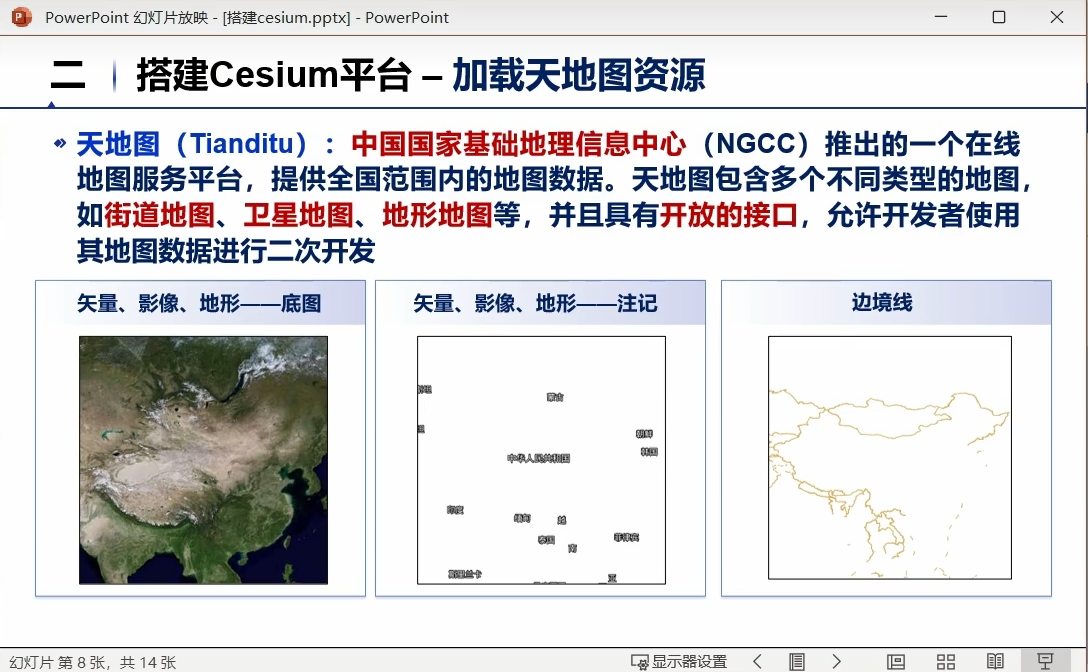 PowerPoint 幻灯片放映 - [搭建cesium.pptx] - PowerPoint
二 搭建Cesium平台 – 加载天地图资源
天地图（Tianditu）：中国国家基础地理信息中心（NGCC）推出的一个在线
地图服务平台，提供全国范围内的地图数据。天地图包含多个不同类型的地图，
如街道地图、卫星地图、地形地图等，并且具有开放的接口，允许开发者使用
其地图数据进行二次开发
矢量、影像、地形——底图
矢量、影像、地形——注记
边境线
蒙古
朝鲜
韩国
中华人民共和国
印度
缅甸
越
泰国
南
菲律宾
斯里兰卡
幻灯片 第 8 张，共 14 张
显示器设置